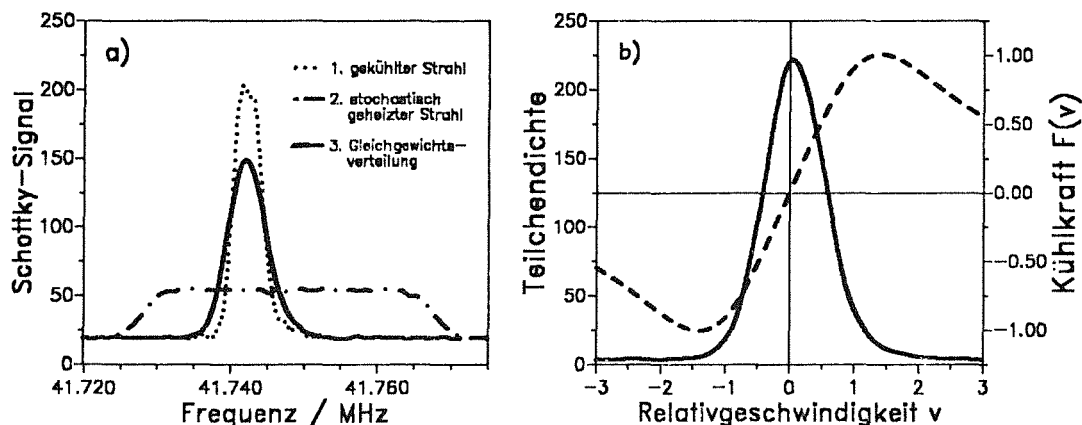 a)
Schottky-Signal
250
200
150
100
50
0
1. gekühlter Strahl
2. stochastisch
geheizter Strahl
3. Gleichgewichts-
verteilung
41.720
41.740
41.760
Frequenz / MHz
b)
Teilchendichte
250
200
150
125
100
50
25
0
Kühlkraft F(v)
1.00
0.50
0.00
-0.50
-1.00
-3
-2
-1
0
1
2
3
Relativgeschwindigkeit v